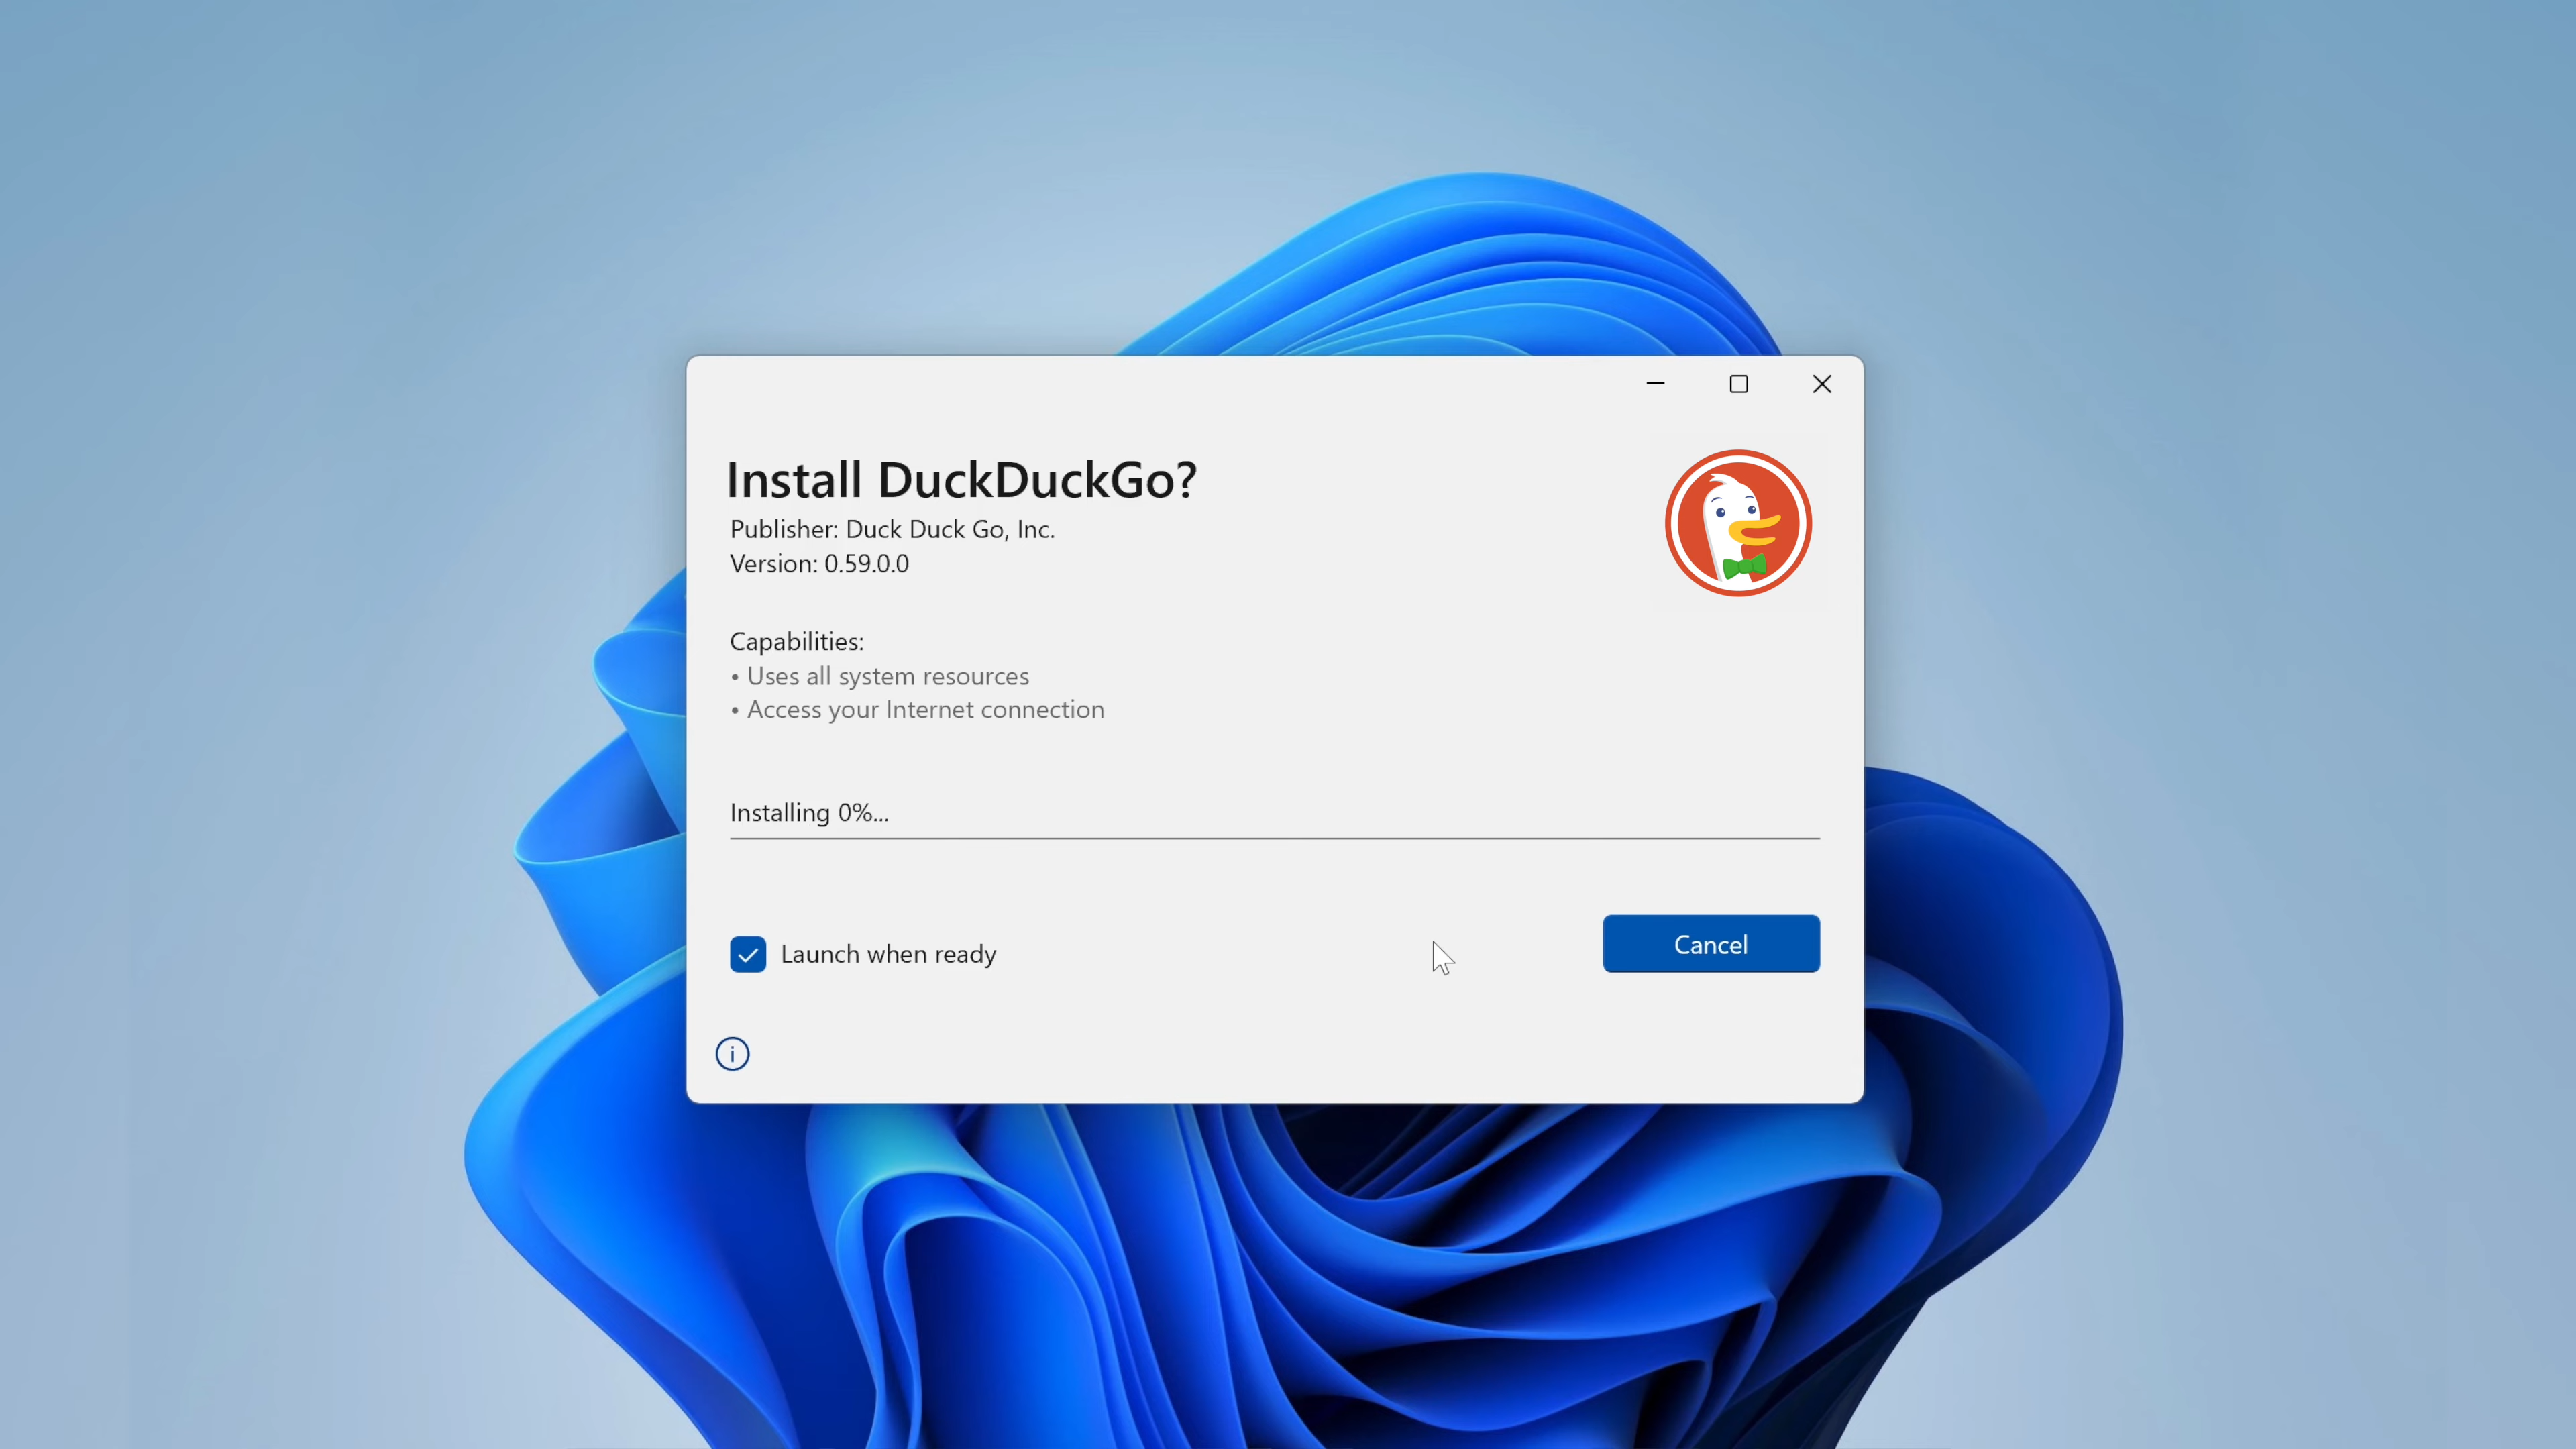 Install DuckDuckGo?
Publisher: Duck Duck Go, Inc.
Version: 0.59.0.0
Capabilities:
• Uses all system resources
• Access your Internet connection
Installing 0%...
Launch when ready
Cancel